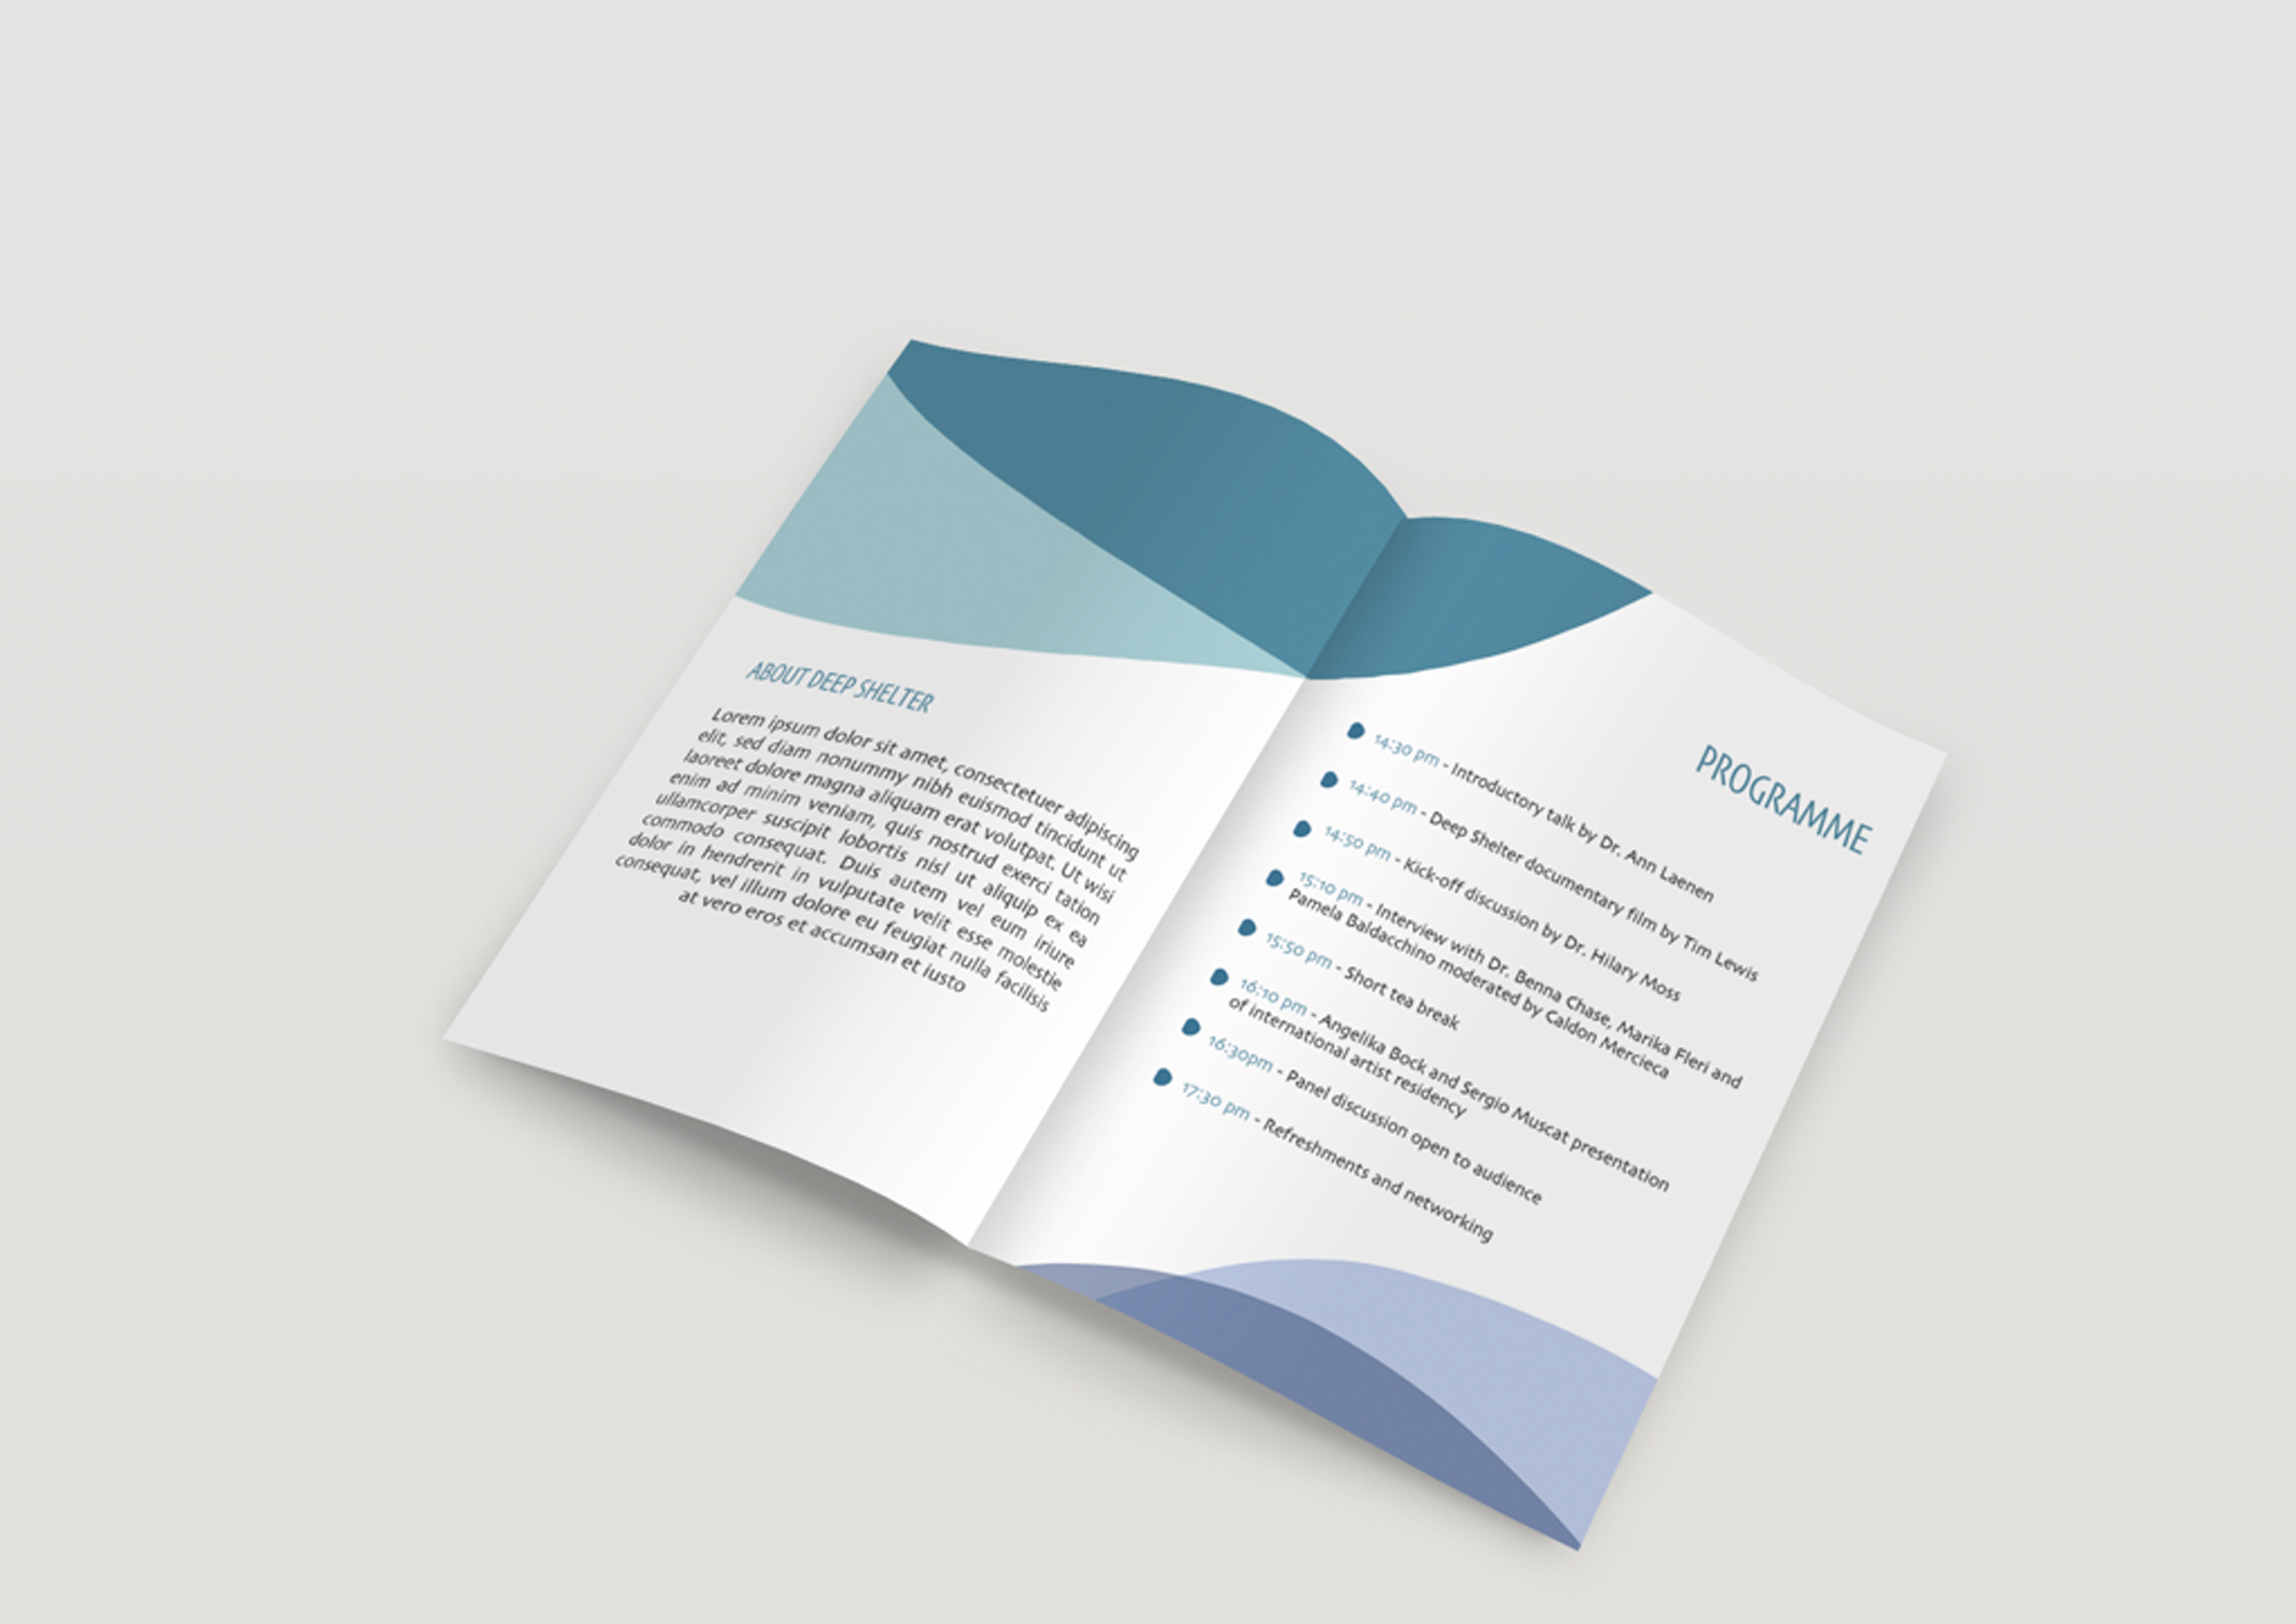 ABOUT DEEP SHELTER
Lorem ipsum dolor sit amet, consectetuer adipiscing
elit, sed diam nonummy nibh euismod tincidunt ut
laoreet dolore magna aliquam erat volutpat. Ut wisi
enim ad minim veniam, quis nostrud exerci tation
ullamcorper suscipit lobortis nisl ut aliquip ex ea
commodo consequat. Duis autem vel eum iriure
dolor in hendrerit in vulputate velit esse molestie
consequat, vel illum dolore eu feugiat nulla facilisis
at vero eros et accumsan et iusto
PROGRAMME
14:30 pm - Introductory talk by Dr. Ann Laenen
14:40 pm - Deep Shelter documentary film by Tim Lewis
14:50 pm - Kick-off discussion by Dr. Hilary Moss
15:10 pm - Interview with Dr. Benna Chase, Marika Fleri and
Pamela Baldacchino moderated by Caldon Mercieca
15:50 pm - Short tea break
16:10 pm - Angelika Bock and Sergio Muscat presentation
of international artist residency
16:30pm - Panel discussion open to audience
17:30 pm - Refreshments and networking